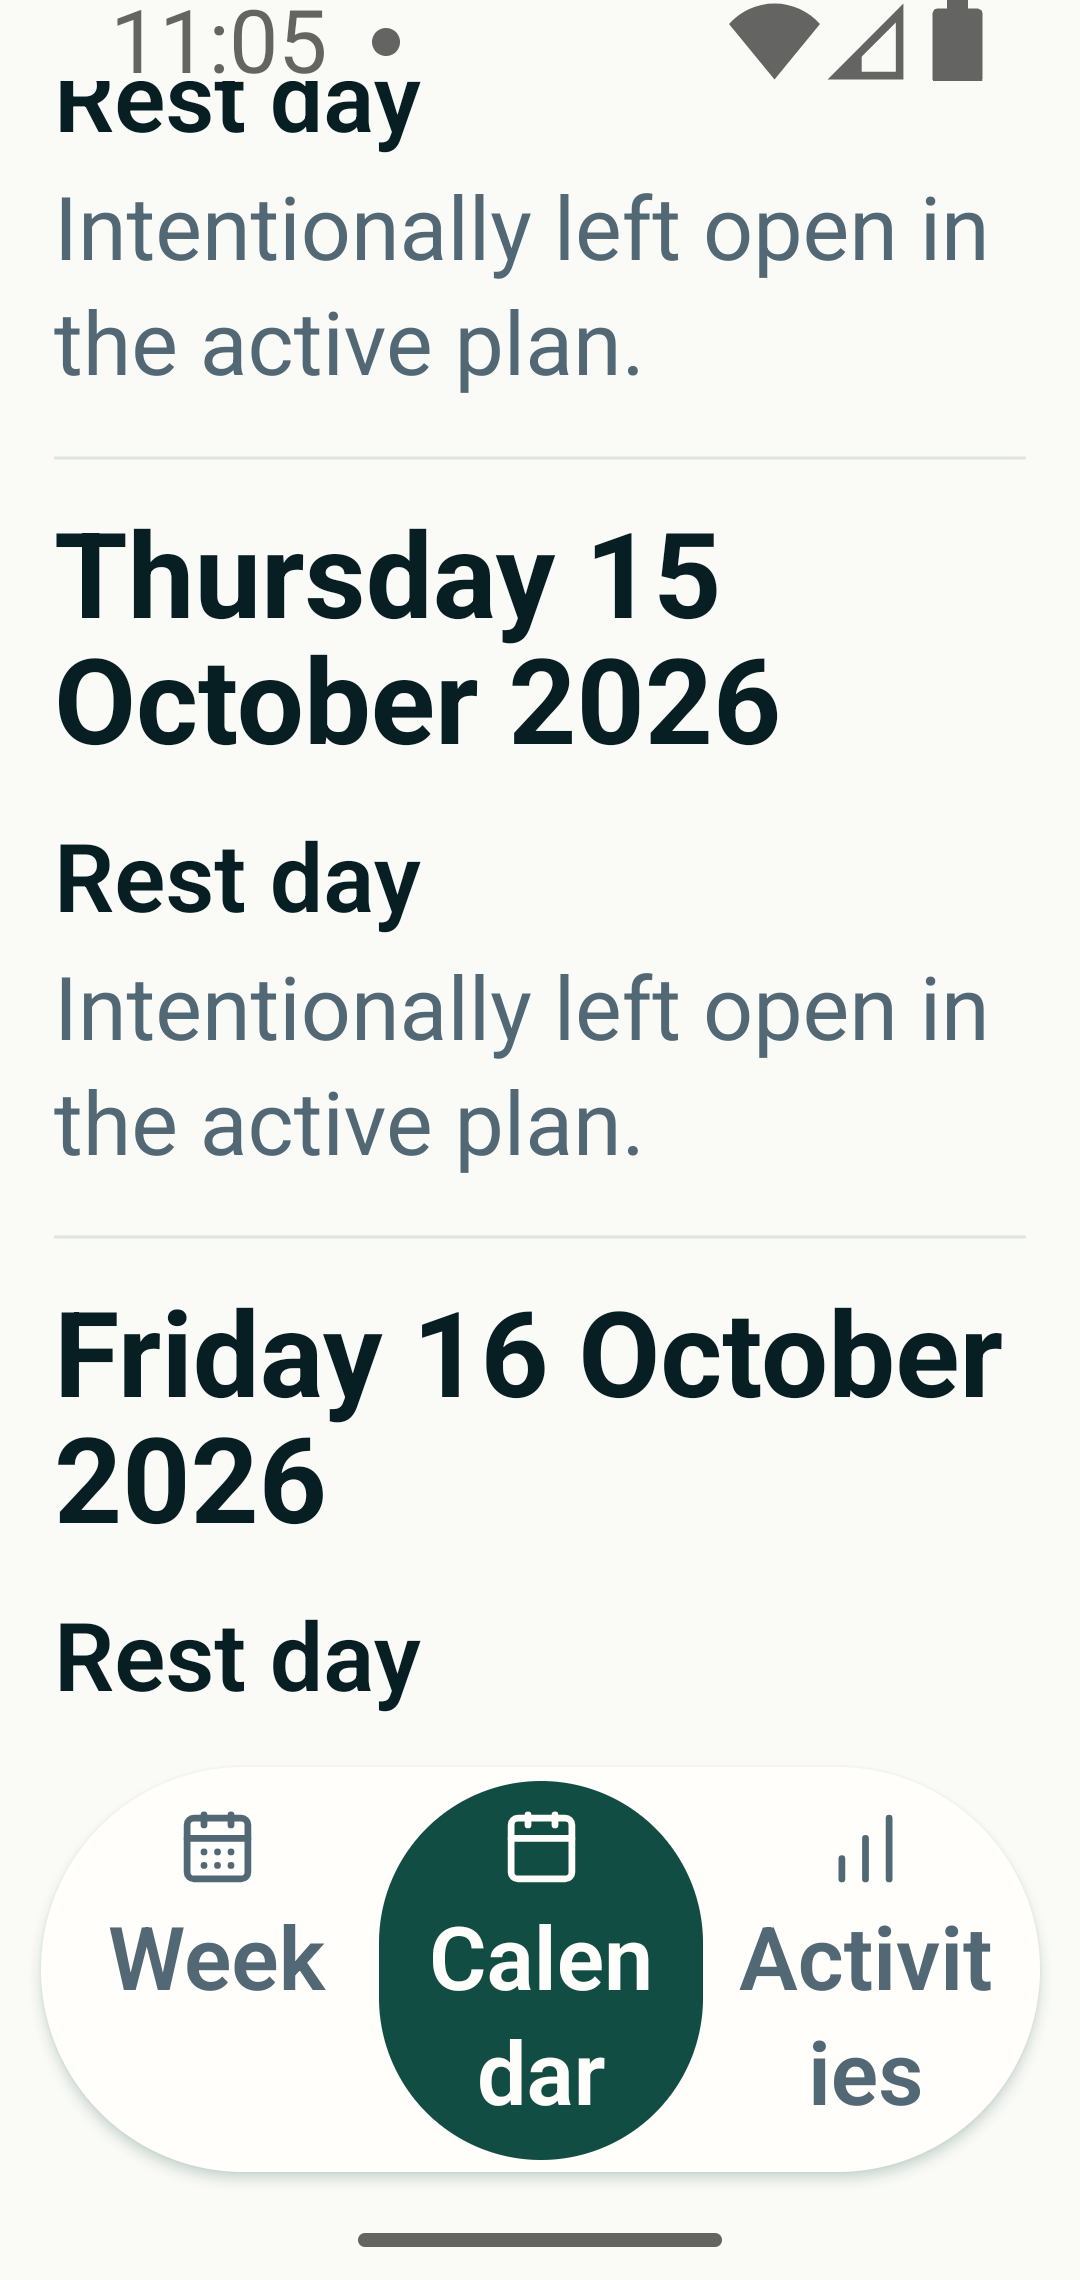 11:05
Rest day
Intentionally left open in
the active plan.
Thursday 15
October 2026
Rest day
Intentionally left open in
the active plan.
Friday 16 October
2026
Rest day
Week
Calen
dar
Activit
ies